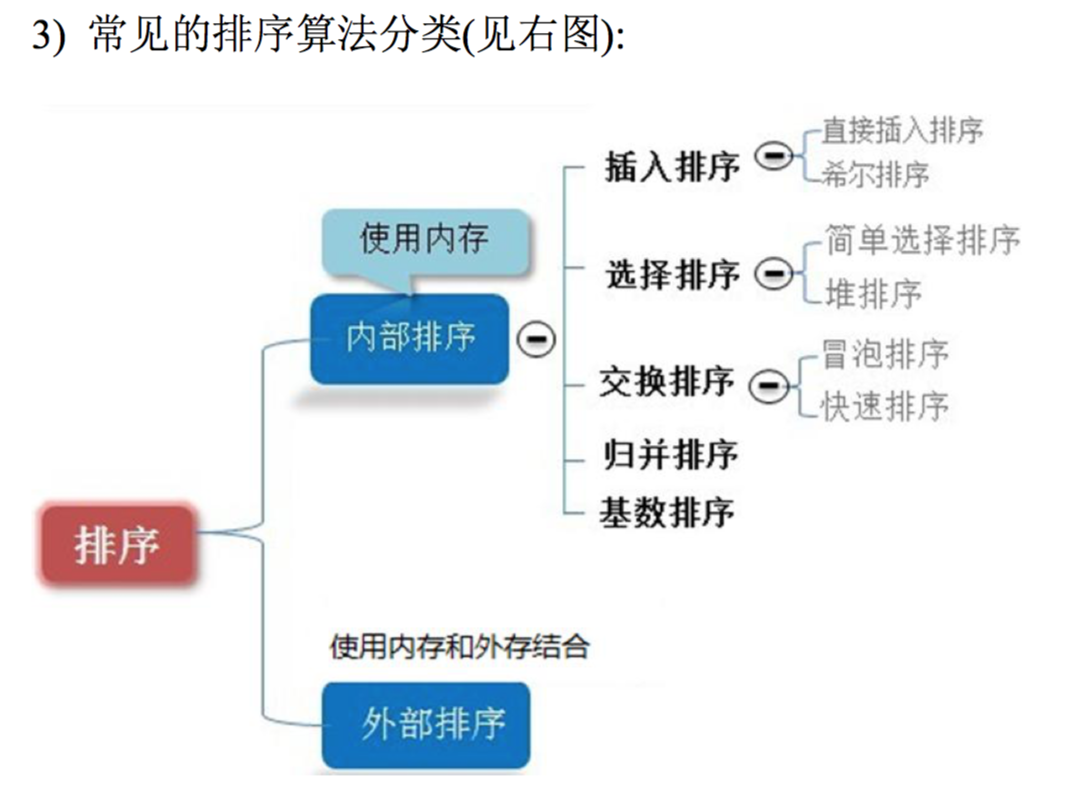 3) 常见的排序算法分类(见右图):
排序
使用内存
内部排序
插入排序
直接插入排序
希尔排序
选择排序
简单选择排序
堆排序
交换排序
冒泡排序
快速排序
归并排序
基数排序
使用内存和外存结合
外部排序